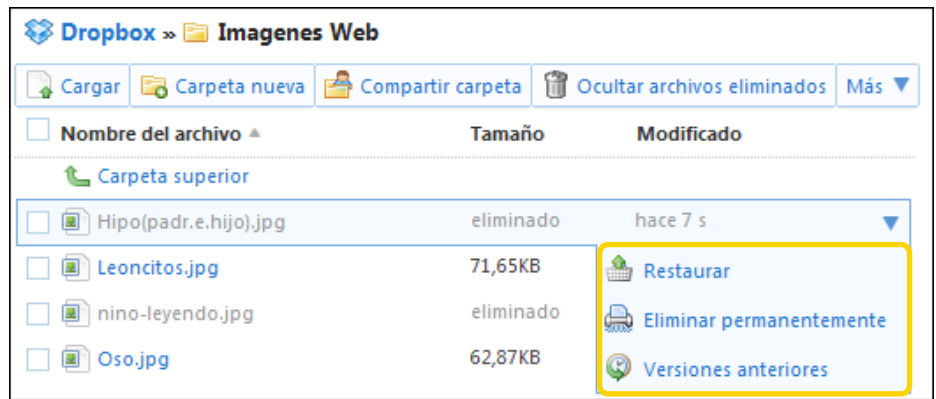 Dropbox » Imagenes Web
Cargar Carpeta nueva Compartir carpeta Ocultar archivos eliminados Más
Nombre del archivo Tamaño Modificado
Carpeta superior
Hipo(padr.e.hijo).jpg eliminado hace 7 s
Leoncitos.jpg 71,65KB Restaurar
nino-leyendo.jpg eliminado Eliminar permanentemente
Oso.jpg 62,87KB Versiones anteriores